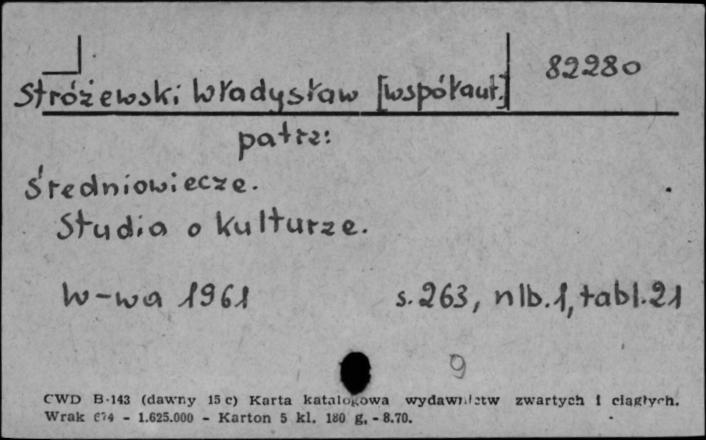 Stróżewski Władysław [współaut.] 82280
patrz:
Średniowiecze.
Studia o kulturze.
W-wa 1961 s. 263, nlb. 1, tabl. 21
9
CWD B-143 (dawny 15 c) Karta katalogowa wydawnictw zwartych i ciągłych.
Wrak 674 - 1.625.000 - Karton 5 kl. 180 g. - 8.70.